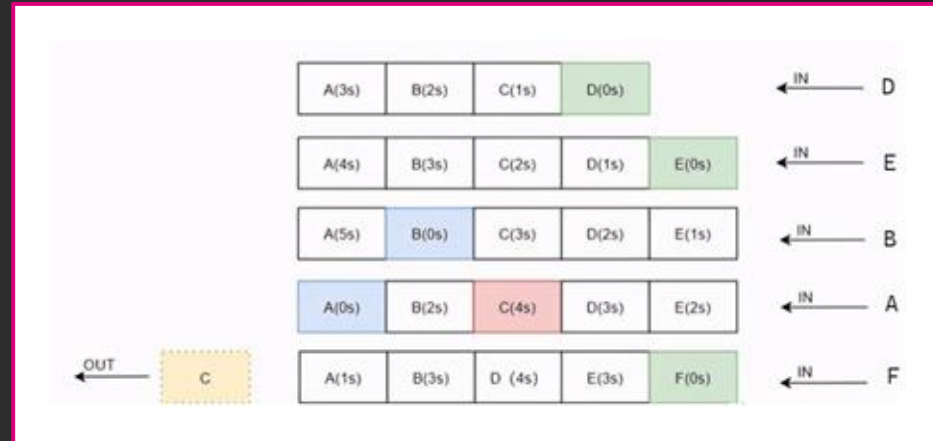 A(3s) B(2s) C(1s) D(0s) IN D
A(4s) B(3s) C(2s) D(1s) E(0s) IN E
A(5s) B(0s) C(3s) D(2s) E(1s) IN B
A(0s) B(2s) C(4s) D(3s) E(2s) IN A
OUT C A(1s) B(3s) D (4s) E(3s) F(0s) IN F